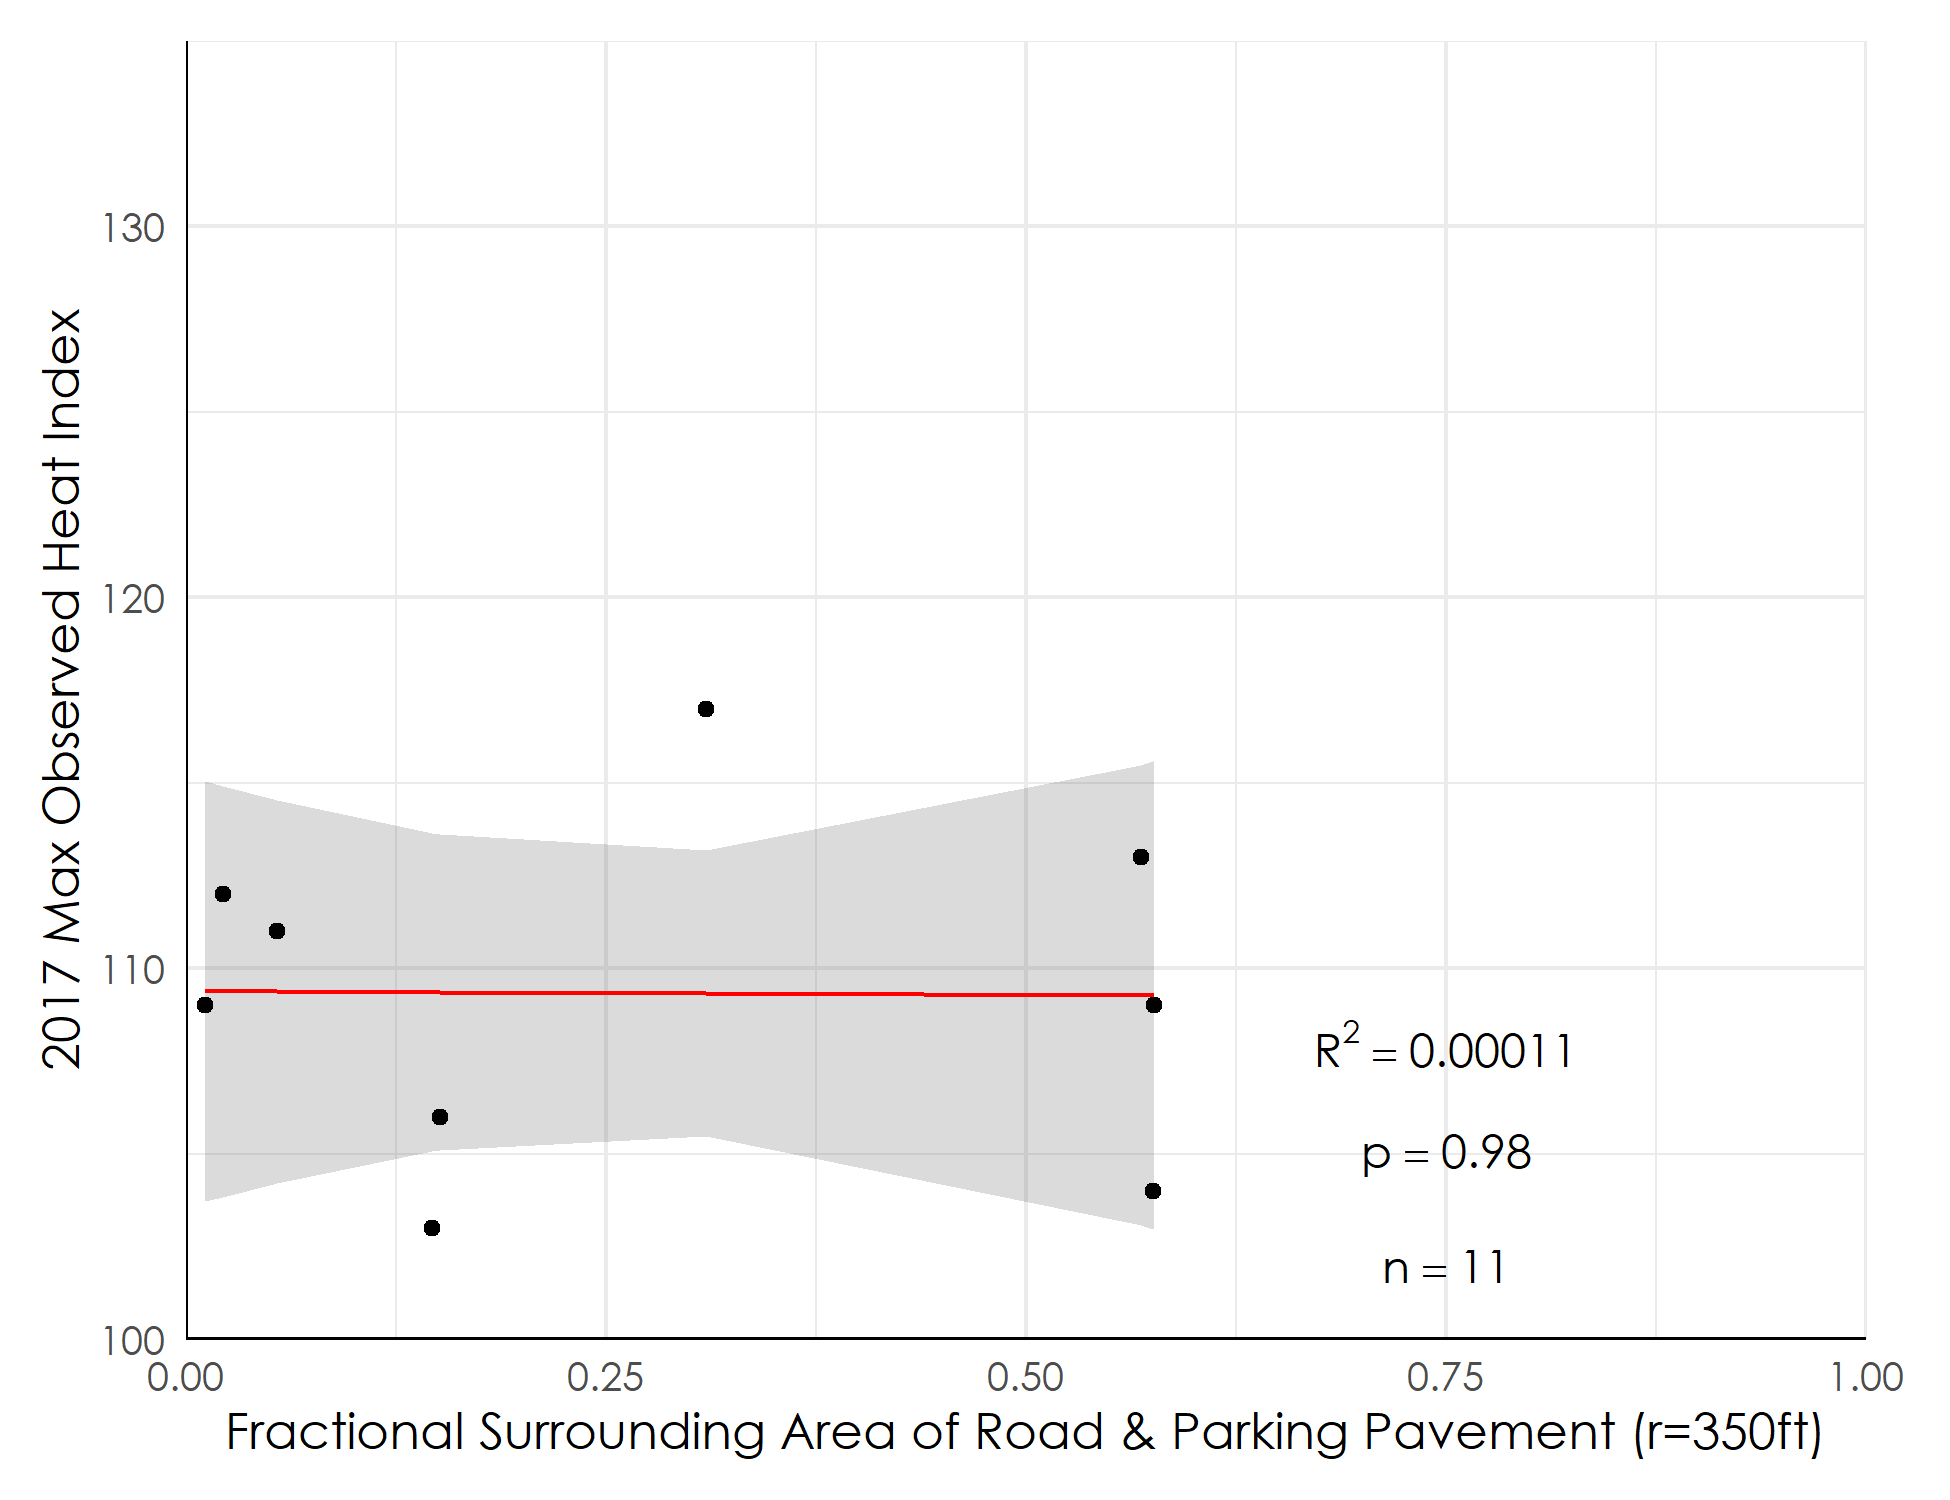 2017 Max Observed Heat Index
130
120
110
100
R² = 0.00011
p = 0.98
n = 11
0.00 0.25 0.50 0.75 1.00
Fractional Surrounding Area of Road & Parking Pavement (r=350ft)